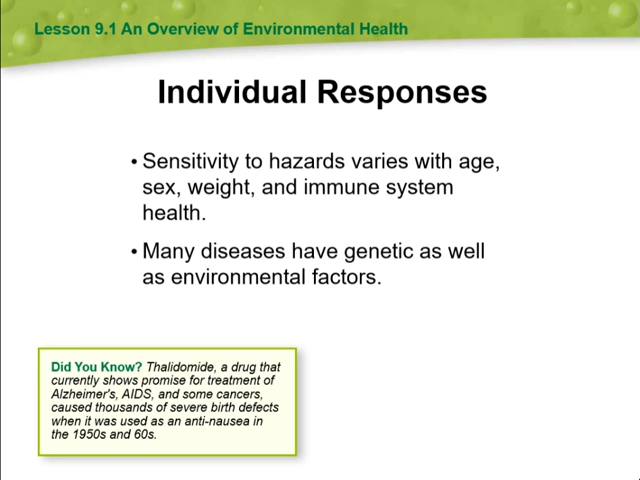 Lesson 9.1 An Overview of Environmental Health
Individual Responses
• Sensitivity to hazards varies with age,
sex, weight, and immune system
health.
• Many diseases have genetic as well
as environmental factors.
Did You Know? Thalidomide, a drug that
currently shows promise for treatment of
Alzheimer's, AIDS, and some cancers,
caused thousands of severe birth defects
when it was used as an anti-nausea in
the 1950s and 60s.